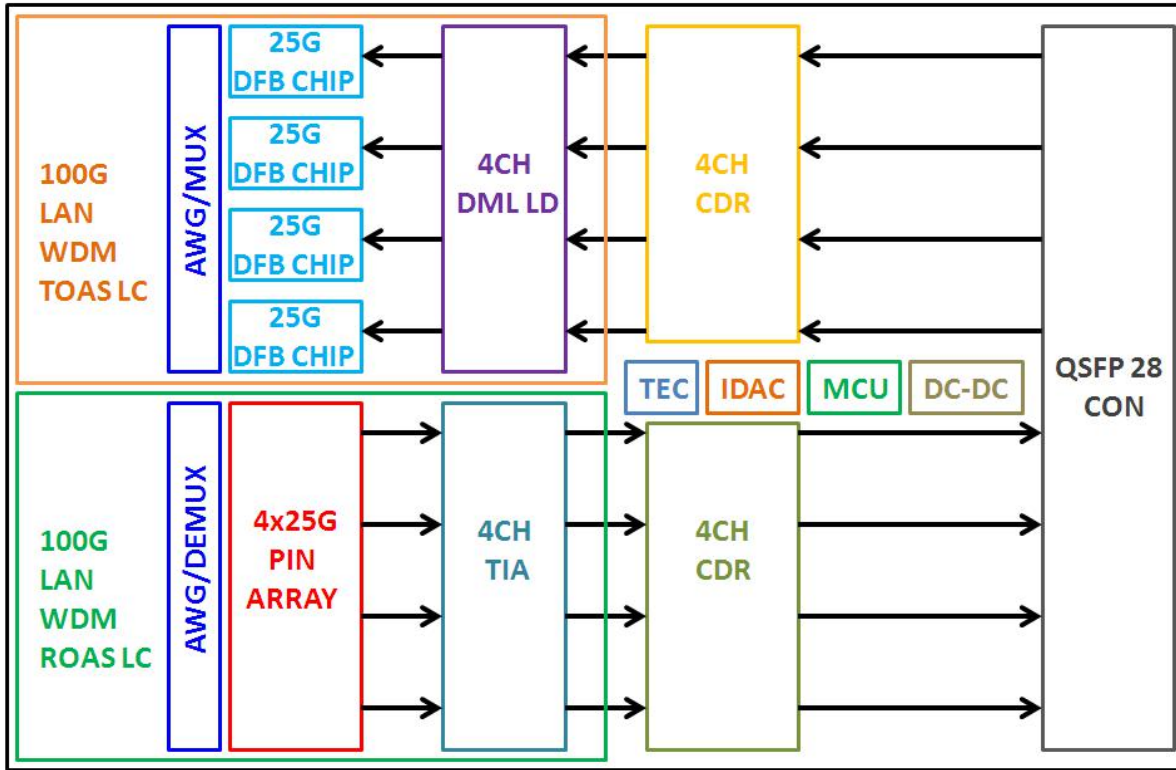 100G
LAN
WDM
TOAS LC
AWG/MUX
25G
DFB CHIP
25G
DFB CHIP
25G
DFB CHIP
25G
DFB CHIP
4CH
DML LD
4CH
CDR
QSFP 28
CON
TEC
IDAC
MCU
DC-DC
100G
LAN
WDM
ROAS LC
AWG/DEMUX
4x25G
PIN
ARRAY
4CH
TIA
4CH
CDR